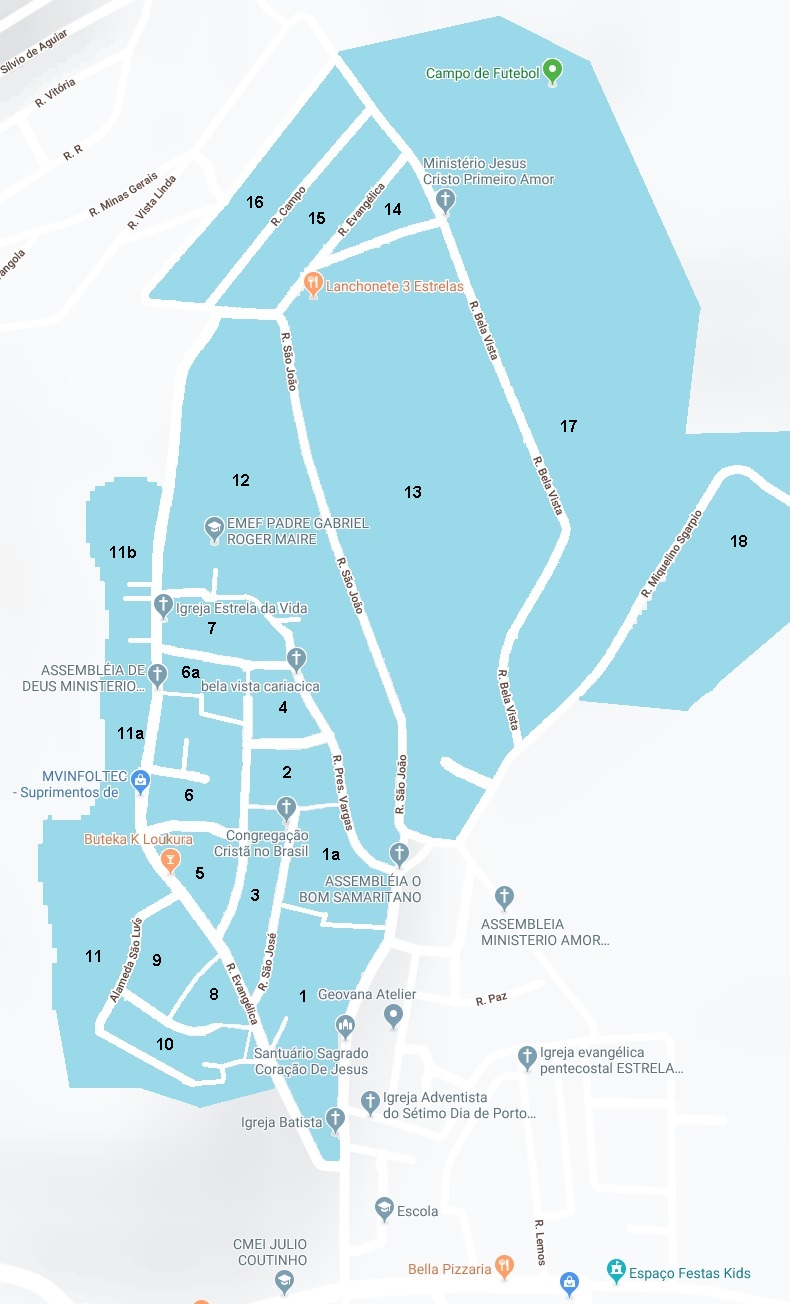 Sílvio de Aguiar
R. Vitória
R. R
R. Minas Gerais
R. Vista Linda
angola
Campo de Futebol
Ministério Jesus
Cristo Primeiro Amor
16
R. Campo
15
R. Evangélica
14
Lanchonete 3 Estrelas
R. Bela Vista
R. São João
17
R. Bela Vista
12
13
EMEF PADRE GABRIEL
ROGER MAIRE
R. Miquelino Sgarpio
18
11b
R. São João
Igreja Estrela da Vida
7
ASSEMBLÉIA DE
DEUS MINISTERIO...
6a
bela vista cariacica
4
R. Bela Vista
11a
MVINFOLTEC
- Suprimentos de
2
R. Pres. Vargas
R. São João
6
Buteka K Loukura
Congregação
Cristã no Brasil
1a
5
3
ASSEMBLÉIA O
BOM SAMARITANO
ASSEMBLEIA
MINISTERIO AMOR...
11
Alameda São Luís
9
R. São José
R. Evangélica
8
1
Geovana Atelier
R. Paz
10
Santuário Sagrado
Coração De Jesus
Igreja evangélica
pentecostal ESTRELA...
Igreja Batista
Igreja Adventista
do Sétimo Dia de Porto...
Escola
R. Lemos
CMEI JULIO
COUTINHO
Bella Pizzaria
Espaço Festas Kids